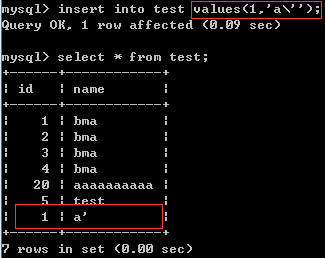 mysql> insert into test values(1,'a\'');
Query OK, 1 row affected (0.09 sec)
mysql> select * from test;
+------+------------+
¦ id   ¦ name       ¦
+------+------------+
¦    1 ¦ bma        ¦
¦    2 ¦ bma        ¦
¦    3 ¦ bma        ¦
¦    4 ¦ bma        ¦
¦   20 ¦ aaaaaaaaaa ¦
¦    5 ¦ test       ¦
¦    1 ¦ a'         ¦
+------+------------+
7 rows in set (0.00 sec)